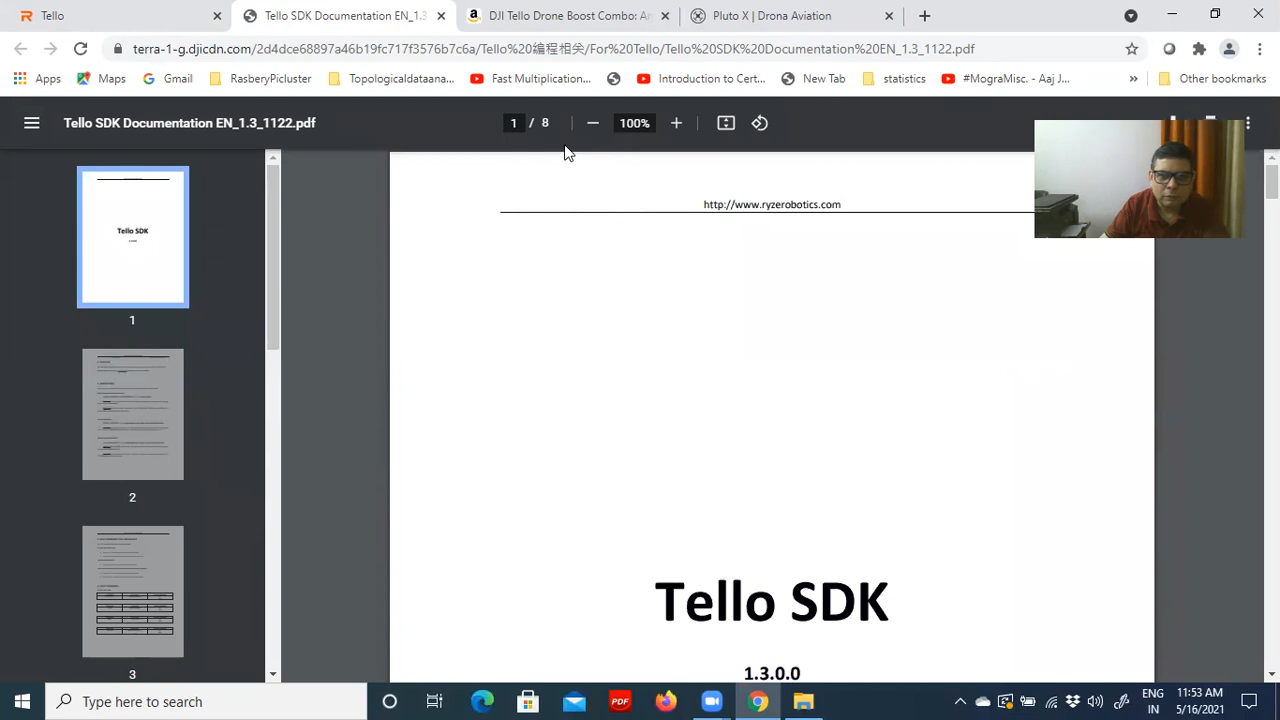 Tello
Tello SDK Documentation EN_1.3
DJI Tello Drone Boost Combo: An
Pluto X | Drona Aviation
terra-1-g.djicdn.com/2d4dce68897a46b19fc717f3576b7c6a/Tello%20编程相关/For%20Tello/Tello%20SDK%20Documentation%20EN_1.3_1122.pdf
Apps
Maps
Gmail
RasberyPicluster
Topologicaldataana...
Fast Multiplication...
Introduction to Cert...
New Tab
statistics
#MograMisc. - Aaj J...
»
Other bookmarks
Tello SDK Documentation EN_1.3_1122.pdf
1 / 8
100%
http://www.ryzerobotics.com
Tello SDK
1
2
3
Tello SDK
1.3.0.0
Type here to search
PDF
ENG
IN
11:53 AM
5/16/2021